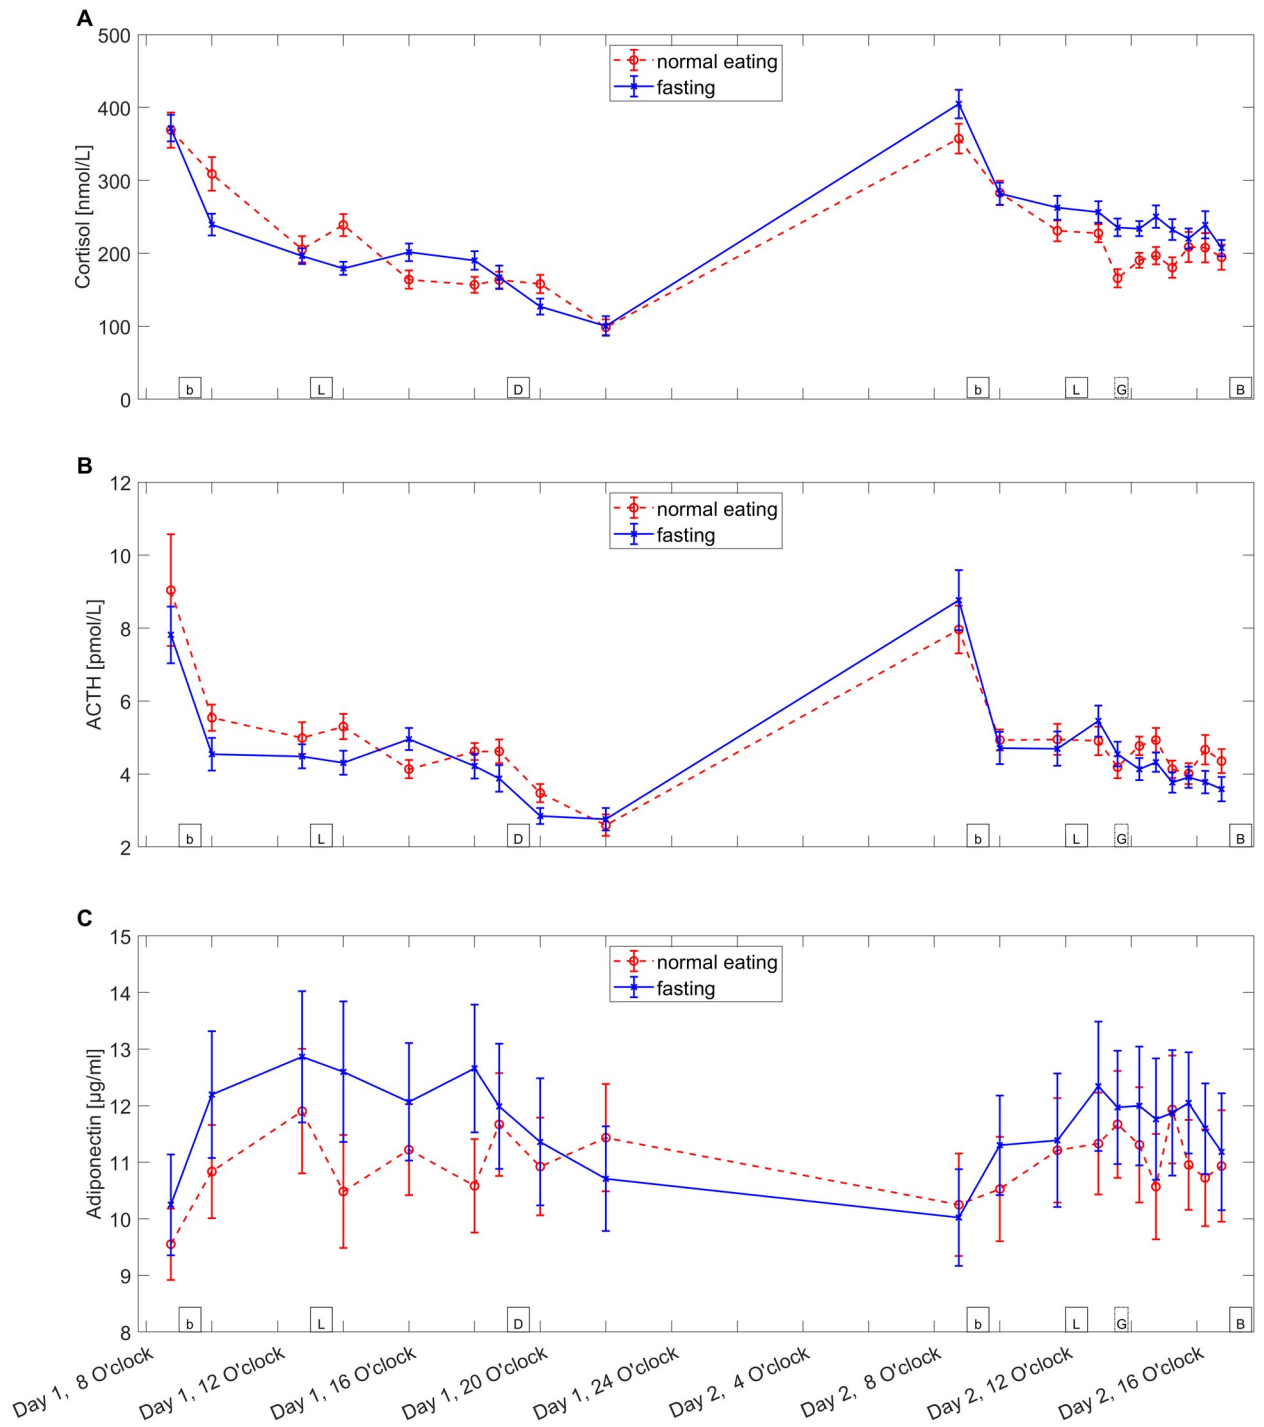 A
500
400
300
200
100
0
Cortisol [nmol/L]
normal eating
fasting
b L D b L G B
B
12
10
8
6
4
2
ACTH [pmol/L]
normal eating
fasting
b L D b L G B
C
15
14
13
12
11
10
9
8
Adiponectin [µg/ml]
normal eating
fasting
b L D b L G B
Day 1, 8 O'clock
Day 1, 12 O'clock
Day 1, 16 O'clock
Day 1, 20 O'clock
Day 1, 24 O'clock
Day 2, 4 O'clock
Day 2, 8 O'clock
Day 2, 12 O'clock
Day 2, 16 O'clock